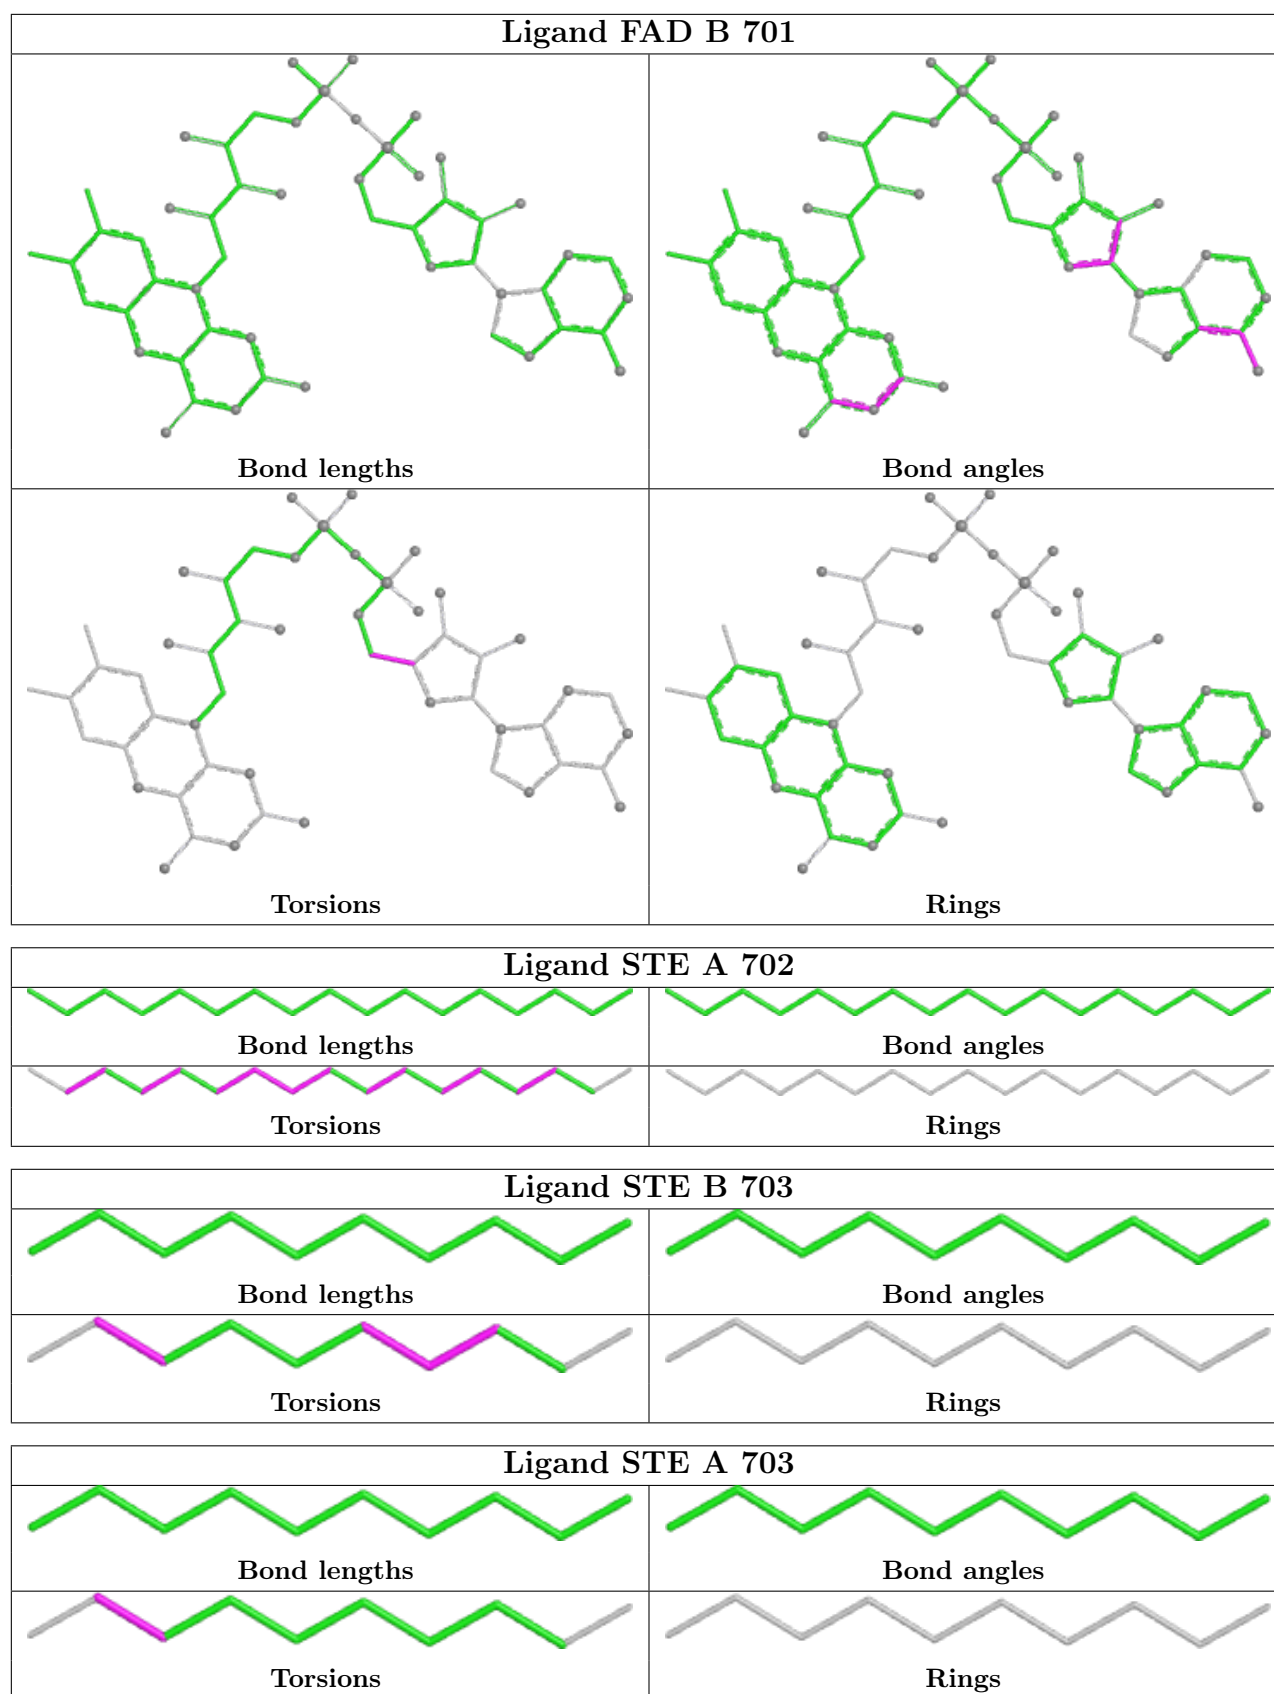 Ligand FAD B 701
Bond lengths
Bond angles
Torsions
Rings
Ligand STE A 702
Bond lengths
Bond angles
Torsions
Rings
Ligand STE B 703
Bond lengths
Bond angles
Torsions
Rings
Ligand STE A 703
Bond lengths
Bond angles
Torsions
Rings